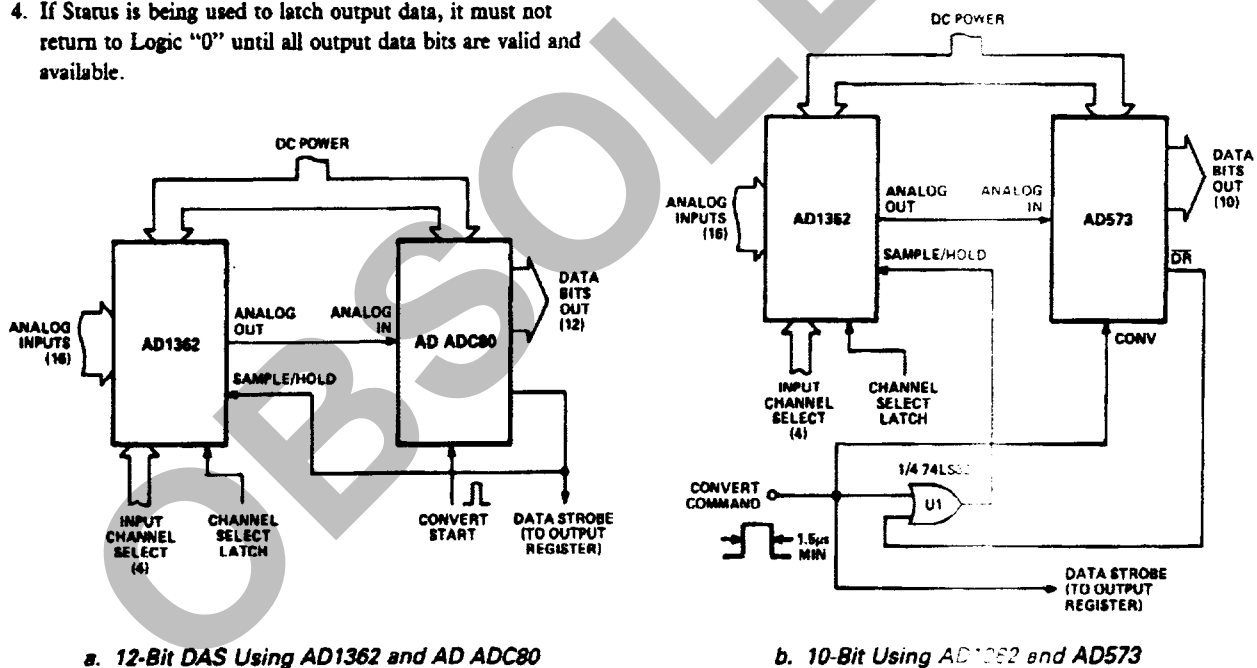 4. If Status is being used to latch output data, it must not
return to Logic "0" until all output data bits are valid and
available.
DC POWER
ANALOG
INPUTS
(16)
AD1362
ANALOG
OUT
ANALOG
IN
AD ADC80
DATA
BITS
OUT
(12)
SAMPLE/HOLD
INPUT
CHANNEL
SELECT
(4)
CHANNEL
SELECT
LATCH
CONVERT
START
DATA STROBE
(TO OUTPUT
REGISTER)
a. 12-Bit DAS Using AD1362 and AD ADC80
DC POWER
ANALOG
INPUTS
(16)
AD1362
ANALOG
OUT
ANALOG
IN
AD573
DATA
BITS
OUT
(10)
SAMPLE/HOLD
DR
CONV
INPUT
CHANNEL
SELECT
(4)
CHANNEL
SELECT
LATCH
1/4
CONVERT
COMMAND
U1
1.5µs
MIN
DATA STROBE
(TO OUTPUT
REGISTER)
b. 10-Bit Using AD1362 and AD573
OBSOLE